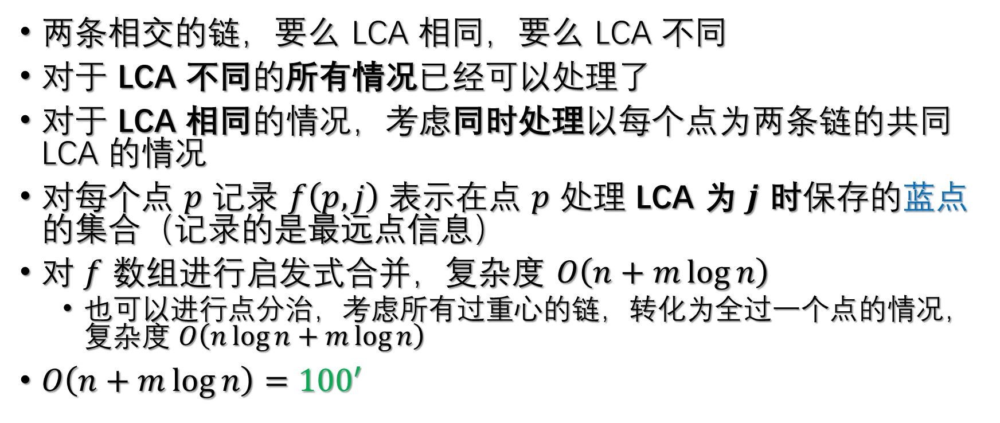 • 两条相交的链，要么 LCA 相同，要么 LCA 不同
• 对于 LCA 不同的所有情况已经可以处理了
• 对于 LCA 相同的情况，考虑同时处理以每个点为两条链的共同
LCA 的情况
• 对每个点 p 记录 f(p, j) 表示在点 p 处理 LCA 为 j 时保存的蓝点
的集合（记录的是最远点信息）
• 对 f 数组进行启发式合并，复杂度 O(n + m log n)
• 也可以进行点分治，考虑所有过重心的链，转化为全过一个点的情况，
复杂度 O(n log n + m log n)
• O(n + m log n) = 100′